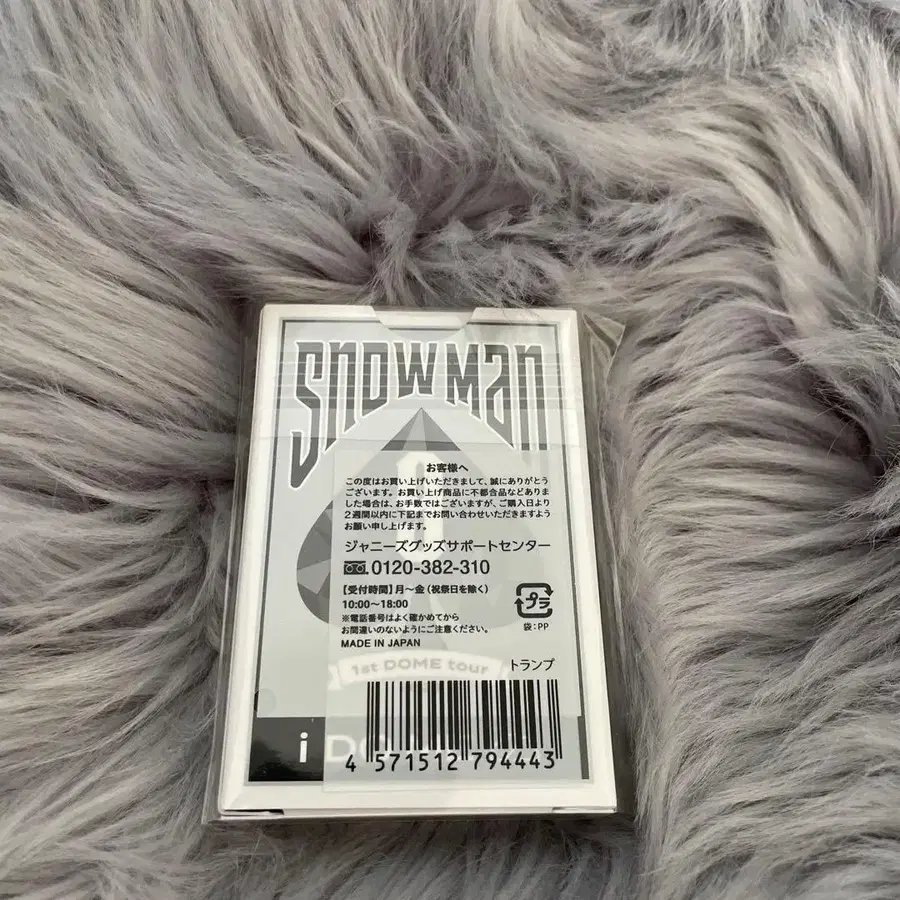 Snow Man
お客様へ
この度はお買い上げいただきまして、誠にありがとう
ございます。お買い上げ商品に不都合品などありま
した場合は、お手数ではございますが、ご購入日より
2週間以内に下記までお問い合わせいただきますよう
お願い申し上げます。
ジャニーズグッズサポートセンター
0120-382-310
【受付時間】月〜金(祝祭日を除く)
10:00〜18:00
※電話番号はよく確かめてから
お間違いのないようにご注意ください。
MADE IN JAPAN
プラ
袋:PP
1st DOME tour
トランプ
i DO
4 571512 794443